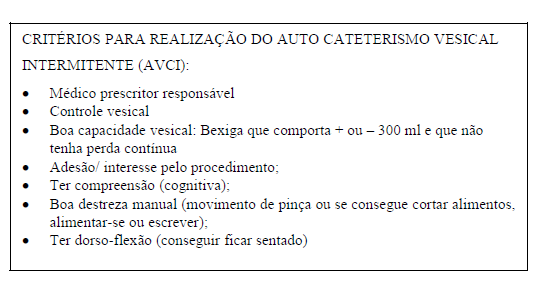 CRITÉRIOS PARA REALIZAÇÃO DO AUTO CATETERISMO VESICAL
INTERMITENTE (AVCI):
• Médico prescritor responsável
• Controle vesical
• Boa capacidade vesical: Bexiga que comporta + ou – 300 ml e que não
tenha perda contínua
• Adesão/ interesse pelo procedimento;
• Ter compreensão (cognitiva);
• Boa destreza manual (movimento de pinça ou se consegue cortar alimentos,
alimentar-se ou escrever);
• Ter dorso-flexão (conseguir ficar sentado)